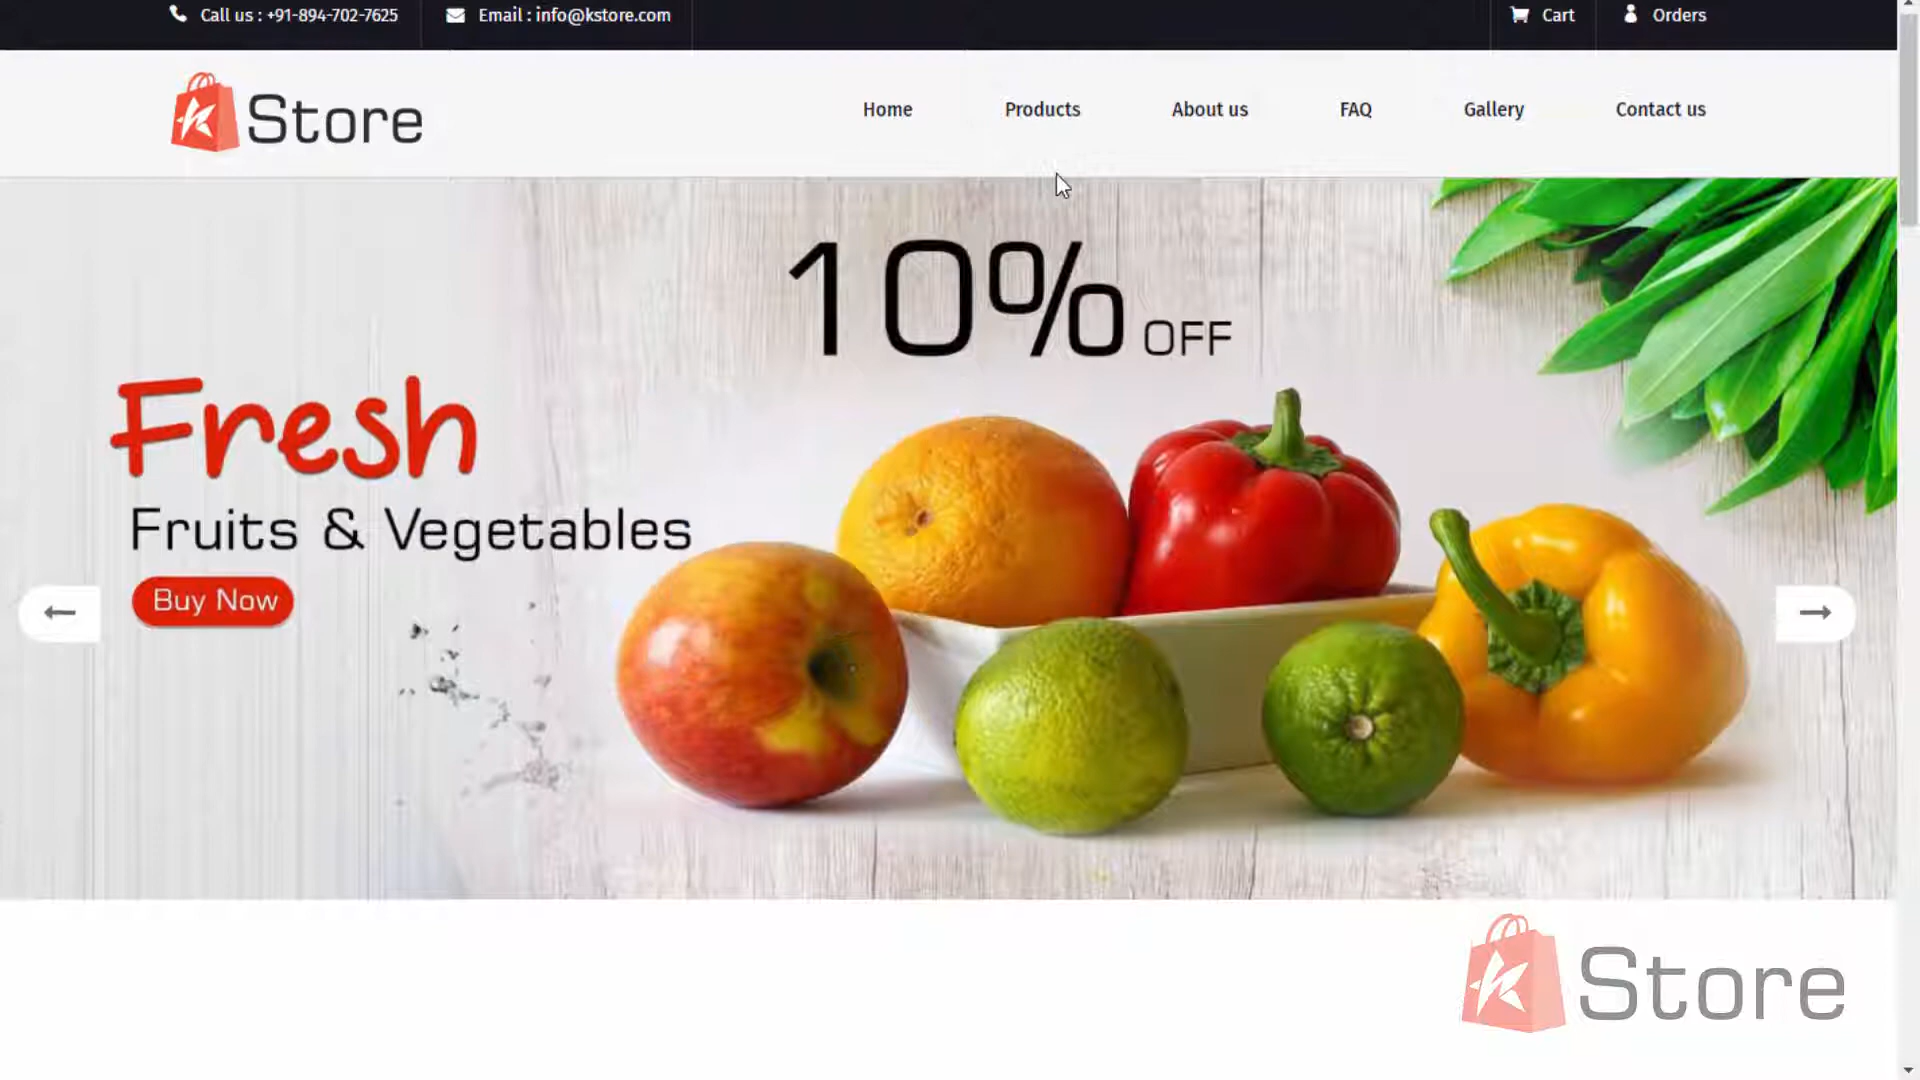 Call us : +91-894-702-7625
Email : info@kstore.com
Cart
Orders
K Store
Home
Products
About us
FAQ
Gallery
Contact us
10% OFF
Fresh
Fruits & Vegetables
Buy Now
K Store